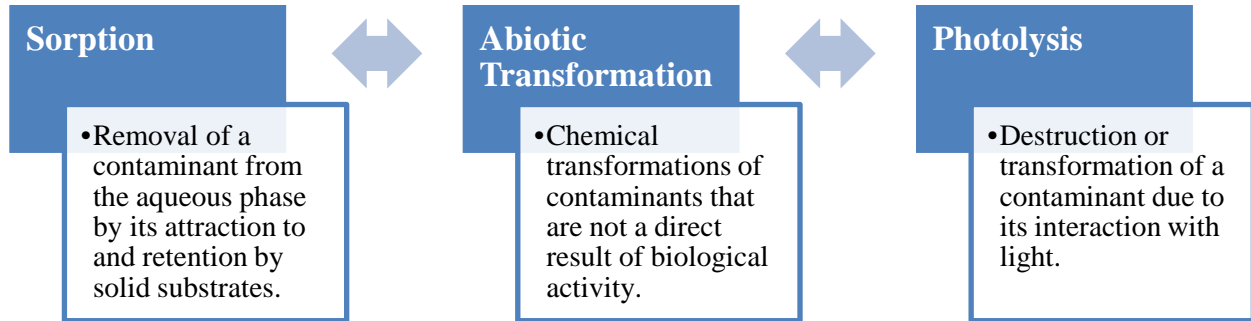 Sorption
•Removal of a
contaminant from
the aqueous phase
by its attraction to
and retention by
solid substrates.
Abiotic
Transformation
•Chemical
transformations of
contaminants that
are not a direct
result of biological
activity.
Photolysis
•Destruction or
transformation of a
contaminant due to
its interaction with
light.